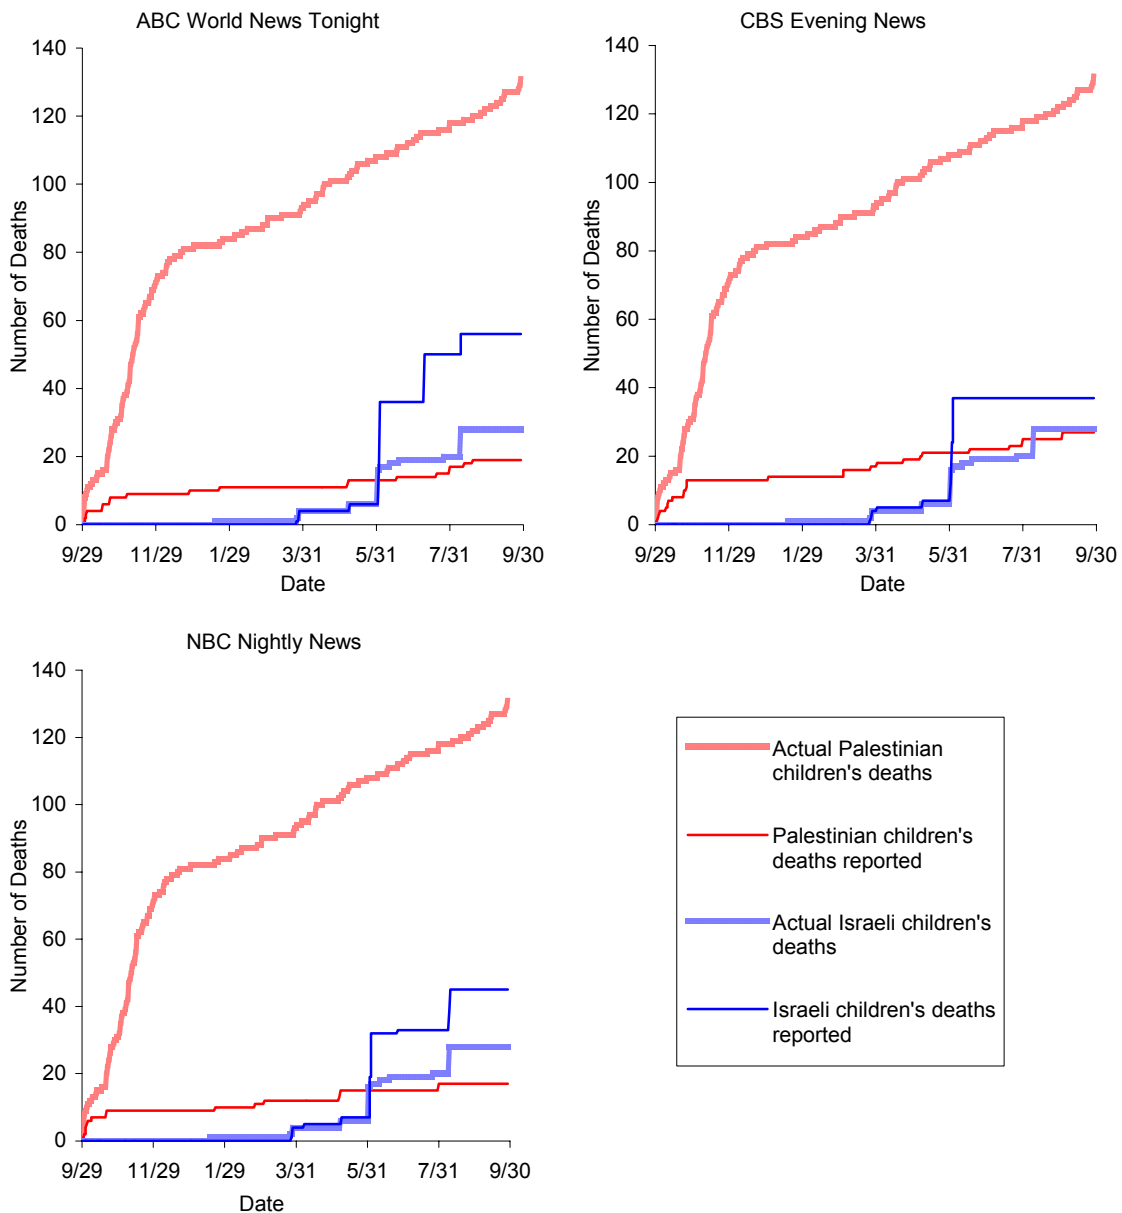 ABC World News Tonight
140
120
100
80
60
40
20
0
Number of Deaths
9/29 11/29 1/29 3/31 5/31 7/31 9/30
Date
CBS Evening News
140
120
100
80
60
40
20
0
Number of Deaths
9/29 11/29 1/29 3/31 5/31 7/31 9/30
Date
NBC Nightly News
140
120
100
80
60
40
20
0
Number of Deaths
9/29 11/29 1/29 3/31 5/31 7/31 9/30
Date
Actual Palestinian
children's deaths
Palestinian children's
deaths reported
Actual Israeli children's
deaths
Israeli children's deaths
reported